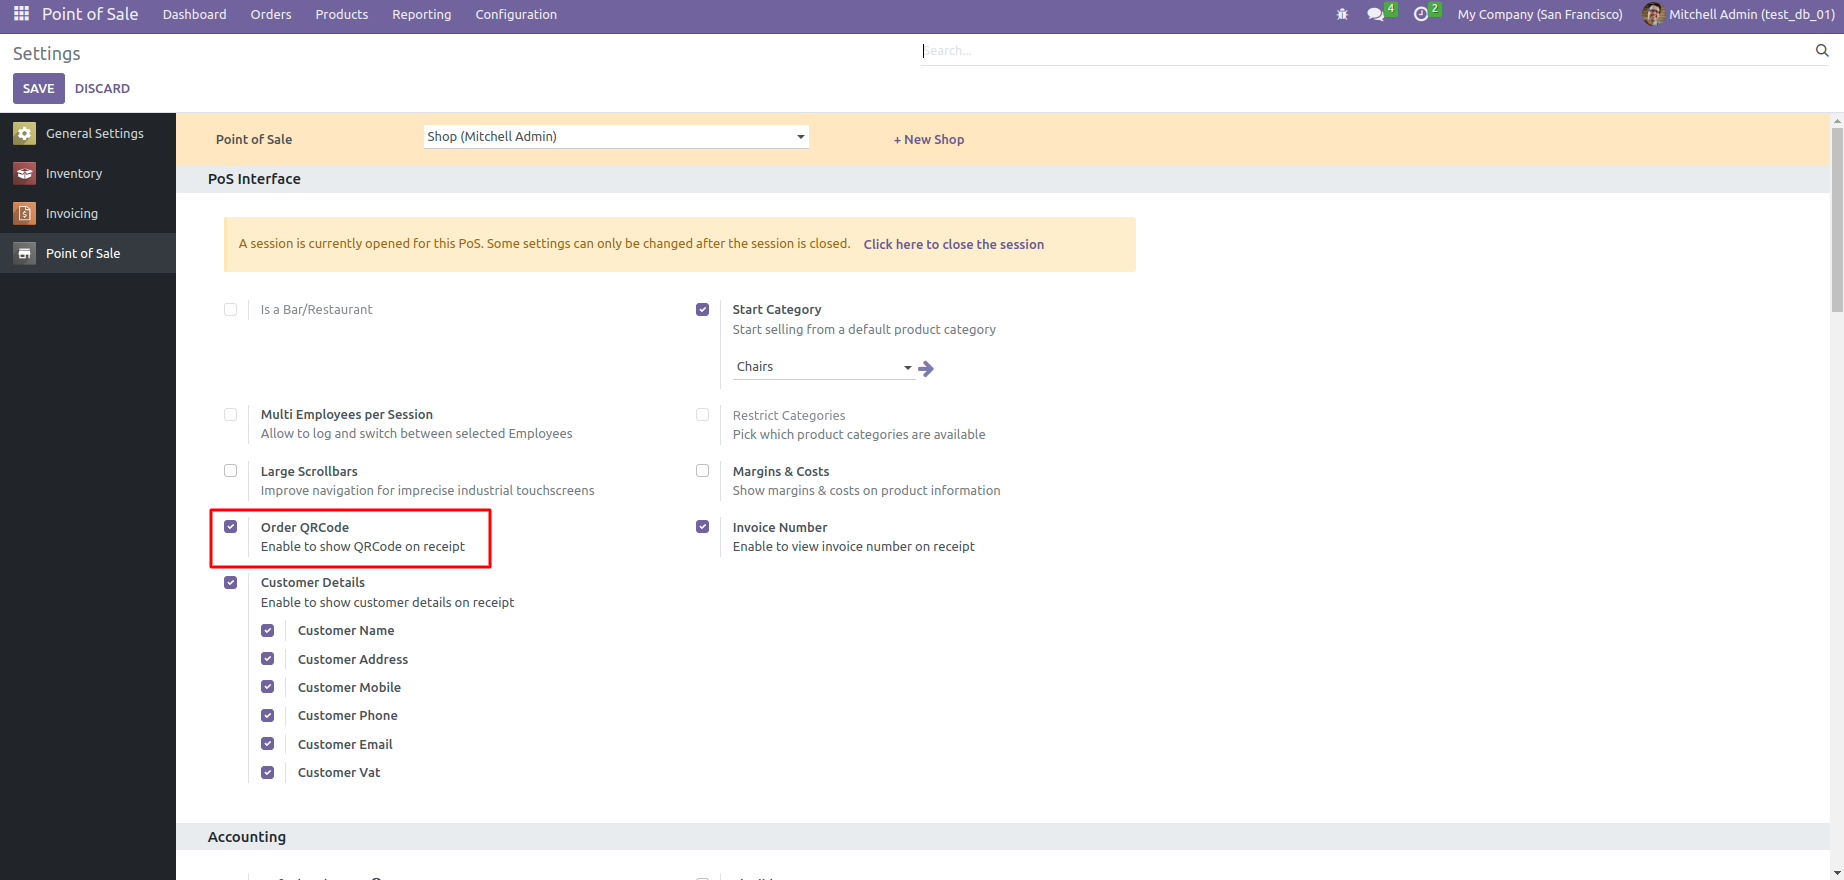 Point of Sale Dashboard Orders Products Reporting Configuration 4 2 My Company (San Francisco) Mitchell Admin (test_db_01)
Settings
Search...
SAVE DISCARD
General Settings
Inventory
Invoicing
Point of Sale
Point of Sale Shop (Mitchell Admin) + New Shop
PoS Interface
A session is currently opened for this PoS. Some settings can only be changed after the session is closed. Click here to close the session
Is a Bar/Restaurant
Start Category
Start selling from a default product category
Chairs
Multi Employees per Session
Allow to log and switch between selected Employees
Restrict Categories
Pick which product categories are available
Large Scrollbars
Improve navigation for imprecise industrial touchscreens
Margins & Costs
Show margins & costs on product information
Order QRCode
Enable to show QRCode on receipt
Invoice Number
Enable to view invoice number on receipt
Customer Details
Enable to show customer details on receipt
Customer Name
Customer Address
Customer Mobile
Customer Phone
Customer Email
Customer Vat
Accounting